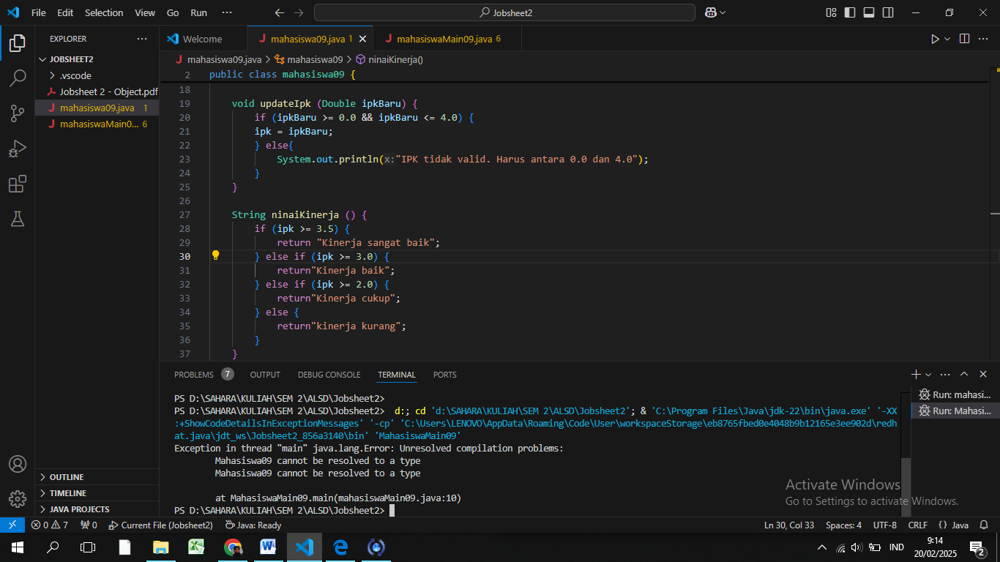 File Edit Selection View Go Run ··· Jobsheet2
EXPLORER ···
JOBSHEET2
.vscode
Jobsheet 2 - Object.pdf
mahasiswa09.java 1
mahasiswaMain0... 6
OUTLINE
TIMELINE
JAVA PROJECTS
Welcome mahasiswa09.java 1 mahasiswaMain09.java 6
mahasiswa09.java > mahasiswa09 > ninaiKinerja()
2 public class mahasiswa09 {
18
19 void updateIpk (Double ipkBaru) {
20 if (ipkBaru >= 0.0 && ipkBaru <= 4.0) {
21 ipk = ipkBaru;
22 } else{
23 System.out.println(x:"IPK tidak valid. Harus antara 0.0 dan 4.0");
24 }
25 }
26
27 String ninaiKinerja () {
28 if (ipk >= 3.5) {
29 return "Kinerja sangat baik";
30 } else if (ipk >= 3.0) {
31 return"Kinerja baik";
32 } else if (ipk >= 2.0) {
33 return"Kinerja cukup";
34 } else {
35 return"kinerja kurang";
36 }
37 }
PROBLEMS 7 OUTPUT DEBUG CONSOLE TERMINAL PORTS
PS D:\SAHARA\KULIAH\SEM 2\ALSD\Jobsheet2>
PS D:\SAHARA\KULIAH\SEM 2\ALSD\Jobsheet2> d:; cd 'd:\SAHARA\KULIAH\SEM 2\ALSD\Jobsheet2'; & 'C:\Program Files\Java\jdk-22\bin\java.exe' '-XX
:+ShowCodeDetailsInExceptionMessages' '-cp' 'C:\Users\LENOVO\AppData\Roaming\Code\User\workspaceStorage\eb8765fbed0e4048b9b12165e3ee902d\redh
at.java\jdt_ws\Jobsheet2_856a3140\bin' 'MahasiswaMain09'
Exception in thread "main" java.lang.Error: Unresolved compilation problems:
Mahasiswa09 cannot be resolved to a type
Mahasiswa09 cannot be resolved to a type
at MahasiswaMain09.main(mahasiswaMain09.java:10)
PS D:\SAHARA\KULIAH\SEM 2\ALSD\Jobsheet2>
Run: mahasi...
Run: Mahasi...
Activate Windows
Go to Settings to activate Windows.
0 7 0 Current File (Jobsheet2) Java: Ready Ln 30, Col 33 Spaces: 4 UTF-8 CRLF {} Java
IND 9:14
20/02/2025 2